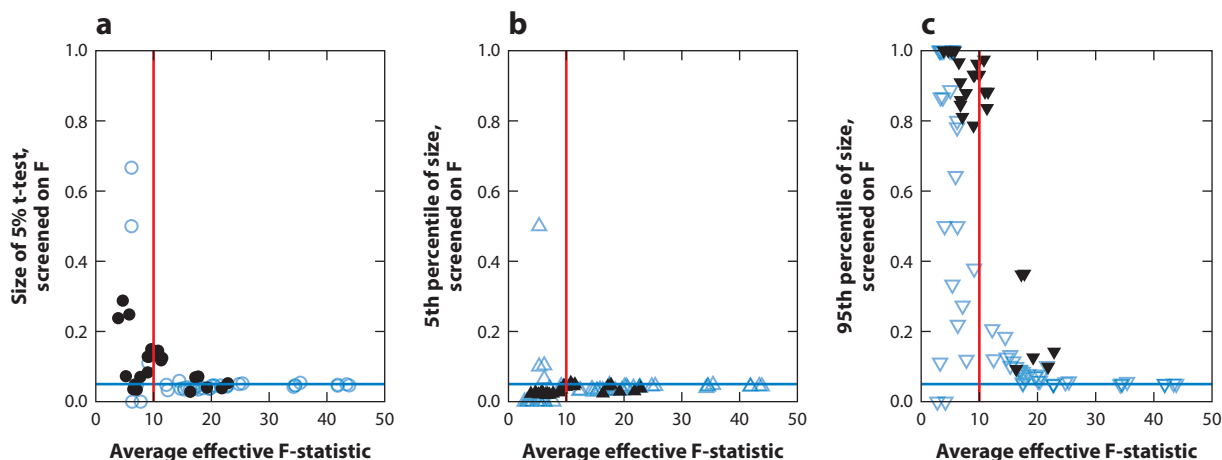 a
Size of 5% t-test,
screened on F
1.0
0.8
0.6
0.4
0.2
0.0
0 10 20 30 40 50
Average effective F-statistic
b
5th percentile of size,
screened on F
1.0
0.8
0.6
0.4
0.2
0.0
0 10 20 30 40 50
Average effective F-statistic
c
95th percentile of size,
screened on F
1.0
0.8
0.6
0.4
0.2
0.0
0 10 20 30 40 50
Average effective F-statistic